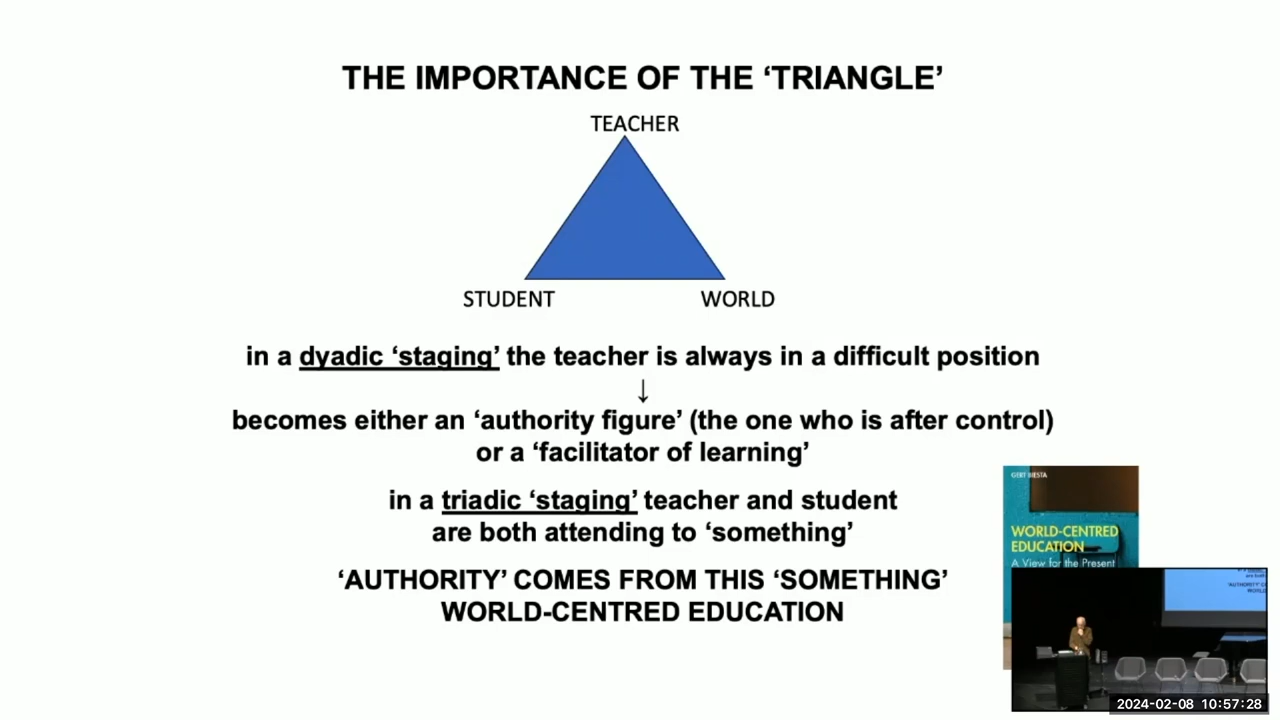 THE IMPORTANCE OF THE ‘TRIANGLE’
TEACHER
STUDENT
WORLD
in a dyadic ‘staging’ the teacher is always in a difficult position
↓
becomes either an ‘authority figure’ (the one who is after control)
or a ‘facilitator of learning’
in a triadic ‘staging’ teacher and student
are both attending to ‘something’
‘AUTHORITY’ COMES FROM THIS ‘SOMETHING’
WORLD-CENTRED EDUCATION
GERT BIESTA
WORLD-CENTRED
EDUCATION
A View for the Present
2024-02-08 10:57:28